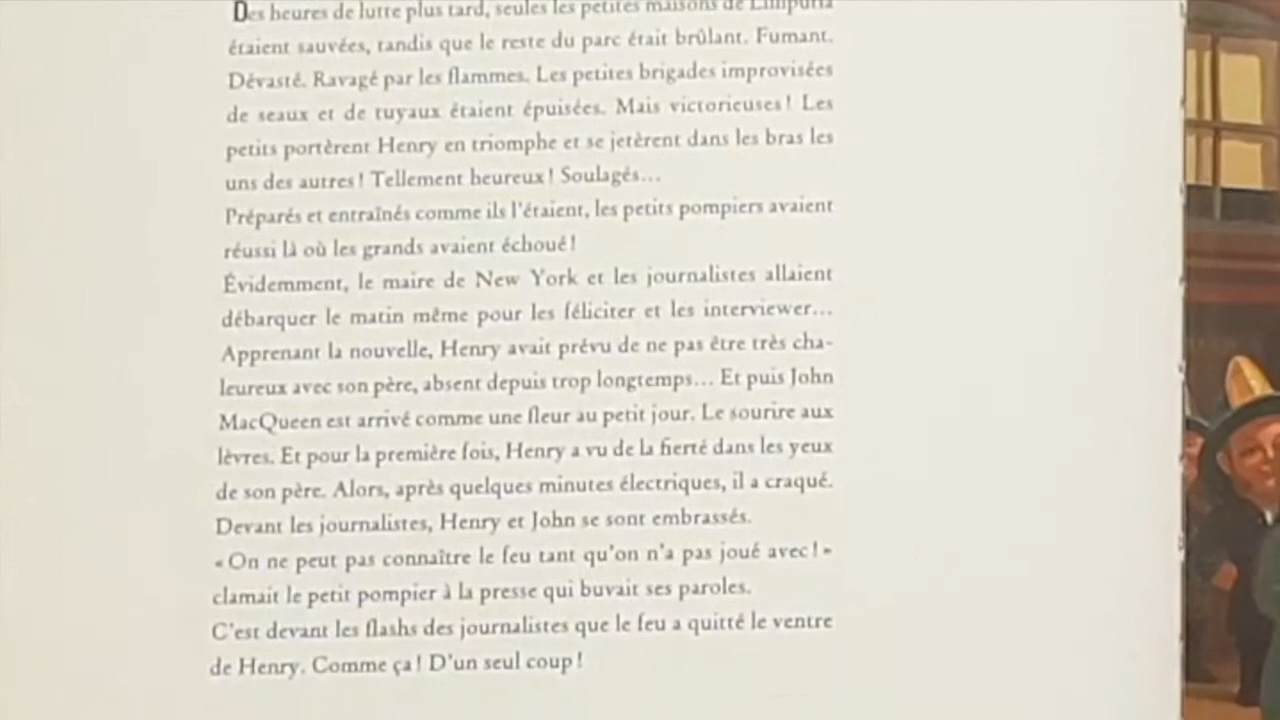 Des heures de lutte plus tard, seules les petites maisons de Lilliputia
étaient sauvées, tandis que le reste du parc était brûlant. Fumant.
Dévasté. Ravagé par les flammes. Les petites brigades improvisées
de seaux et de tuyaux étaient épuisées. Mais victorieuses ! Les
petits portèrent Henry en triomphe et se jetèrent dans les bras les
uns des autres ! Tellement heureux ! Soulagés...
Préparés et entraînés comme ils l'étaient, les petits pompiers avaient
réussi là où les grands avaient échoué !
Évidemment, le maire de New York et les journalistes allaient
débarquer le matin même pour les féliciter et les interviewer...
Apprenant la nouvelle, Henry avait prévu de ne pas être très cha-
leureux avec son père, absent depuis trop longtemps... Et puis John
MacQueen est arrivé comme une fleur au petit jour. Le sourire aux
lèvres. Et pour la première fois, Henry a vu de la fierté dans les yeux
de son père. Alors, après quelques minutes électriques, il a craqué.
Devant les journalistes, Henry et John se sont embrassés.
« On ne peut pas connaître le feu tant qu'on n'a pas joué avec ! »
clamait le petit pompier à la presse qui buvait ses paroles.
C'est devant les flashs des journalistes que le feu a quitté le ventre
de Henry. Comme ça ! D'un seul coup !